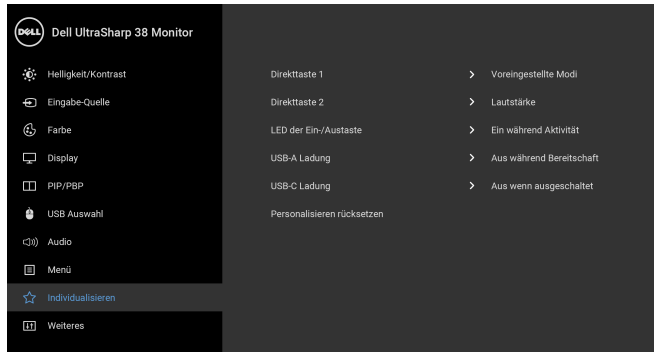 DELL Dell UltraSharp 38 Monitor
Helligkeit/Kontrast
Eingabe-Quelle
Farbe
Display
PIP/PBP
USB Auswahl
Audio
Menü
Individualisieren
Weiteres
Direkttaste 1 > Voreingestellte Modi
Direkttaste 2 > Lautstärke
LED der Ein-/Austaste > Ein während Aktivität
USB-A Ladung > Aus während Bereitschaft
USB-C Ladung > Aus wenn ausgeschaltet
Personalisieren rücksetzen